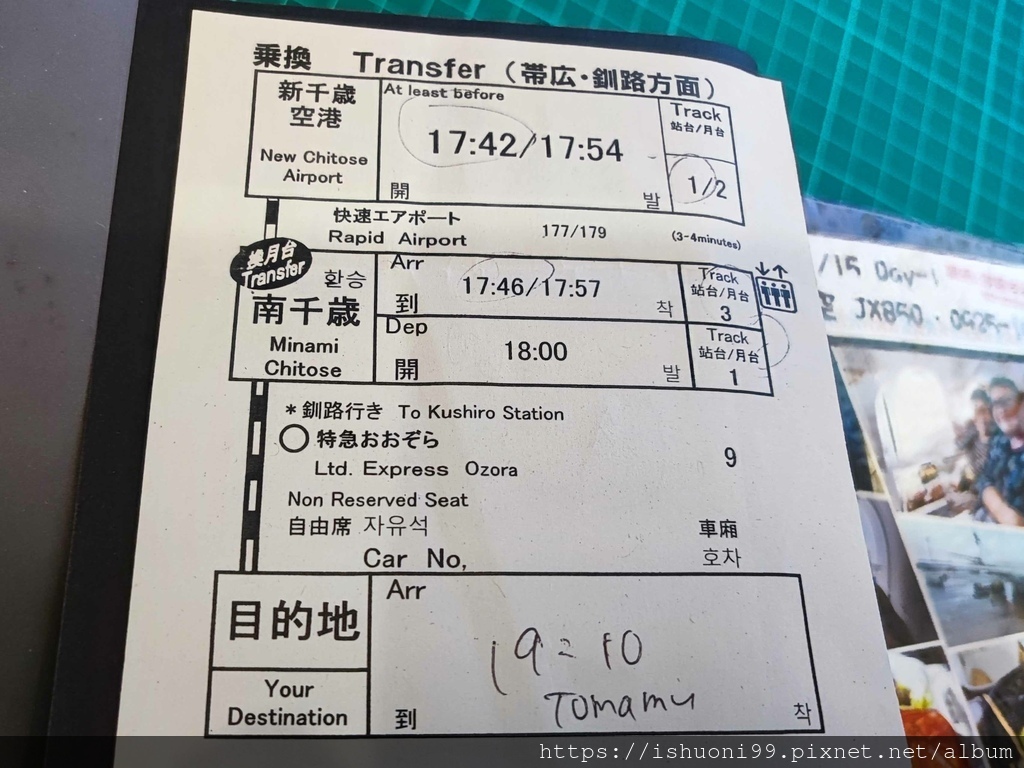 乗換 Transfer (帯広・釧路方面)
新千歳
空港
New Chitose
Airport
At least before
17:42/17:54
開 발
Track
站台/月台
1/2
快速エアポート
Rapid Airport 177/179 (3-4minutes)
換月台
Transfer
환승
南千歳
Minami
Chitose
Arr
17:46/17:57
到 착
Track
站台/月台
3
Dep
18:00
開 발
Track
站台/月台
1
*釧路行き To Kushiro Station
特急おおぞら
Ltd. Express Ozora 9
Non Reserved Seat
自由席 자유석 車廂
Car No, 호차
目的地
Your
Destination
Arr
19:10
Tomamu
到 착
/15 Day-1
JX850
https://ishuoni99.pixnet.net/album